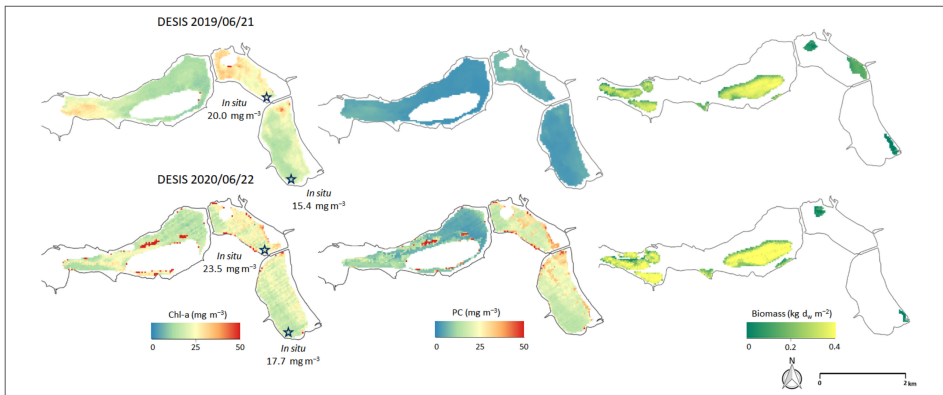 DESIS 2019/06/21
In situ
20.0 mg m⁻³
In situ
15.4 mg m⁻³
DESIS 2020/06/22
In situ
23.5 mg m⁻³
In situ
17.7 mg m⁻³
Chl-a (mg m⁻³)
0 25 50
PC (mg m⁻³)
0 25 50
Biomass (kg dw m⁻²)
0 0.2 0.4
N
0 2 km